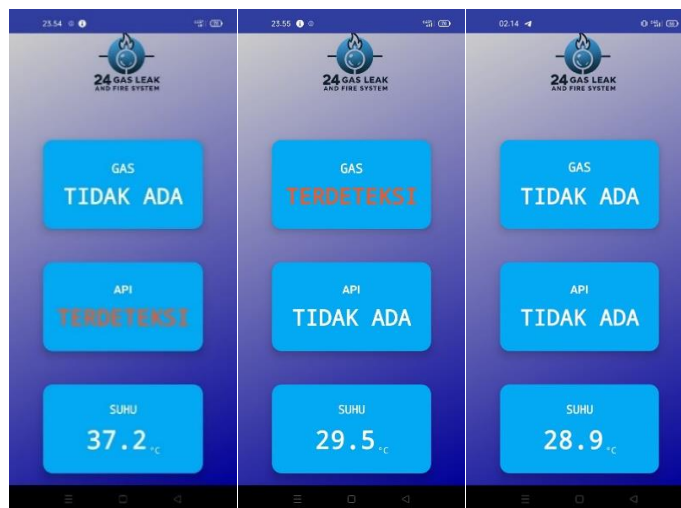 23.54
24 GAS LEAK
AND FIRE SYSTEM
GAS
TIDAK ADA
API
TERDETEKSI
SUHU
37.2 °C
23.55
24 GAS LEAK
AND FIRE SYSTEM
GAS
TERDETEKSI
API
TIDAK ADA
SUHU
29.5 °C
02.14
24 GAS LEAK
AND FIRE SYSTEM
GAS
TIDAK ADA
API
TIDAK ADA
SUHU
28.9 °C